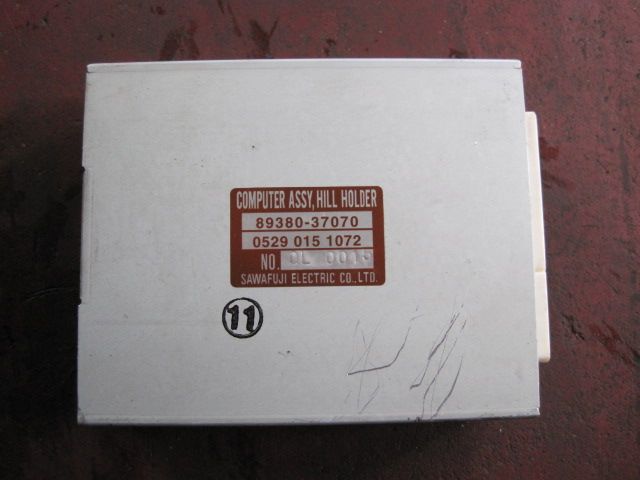 COMPUTER ASSY, HILL HOLDER
89380-37070
0529 015 1072
NO.
SAWAFUJI ELECTRIC CO., LTD.
11